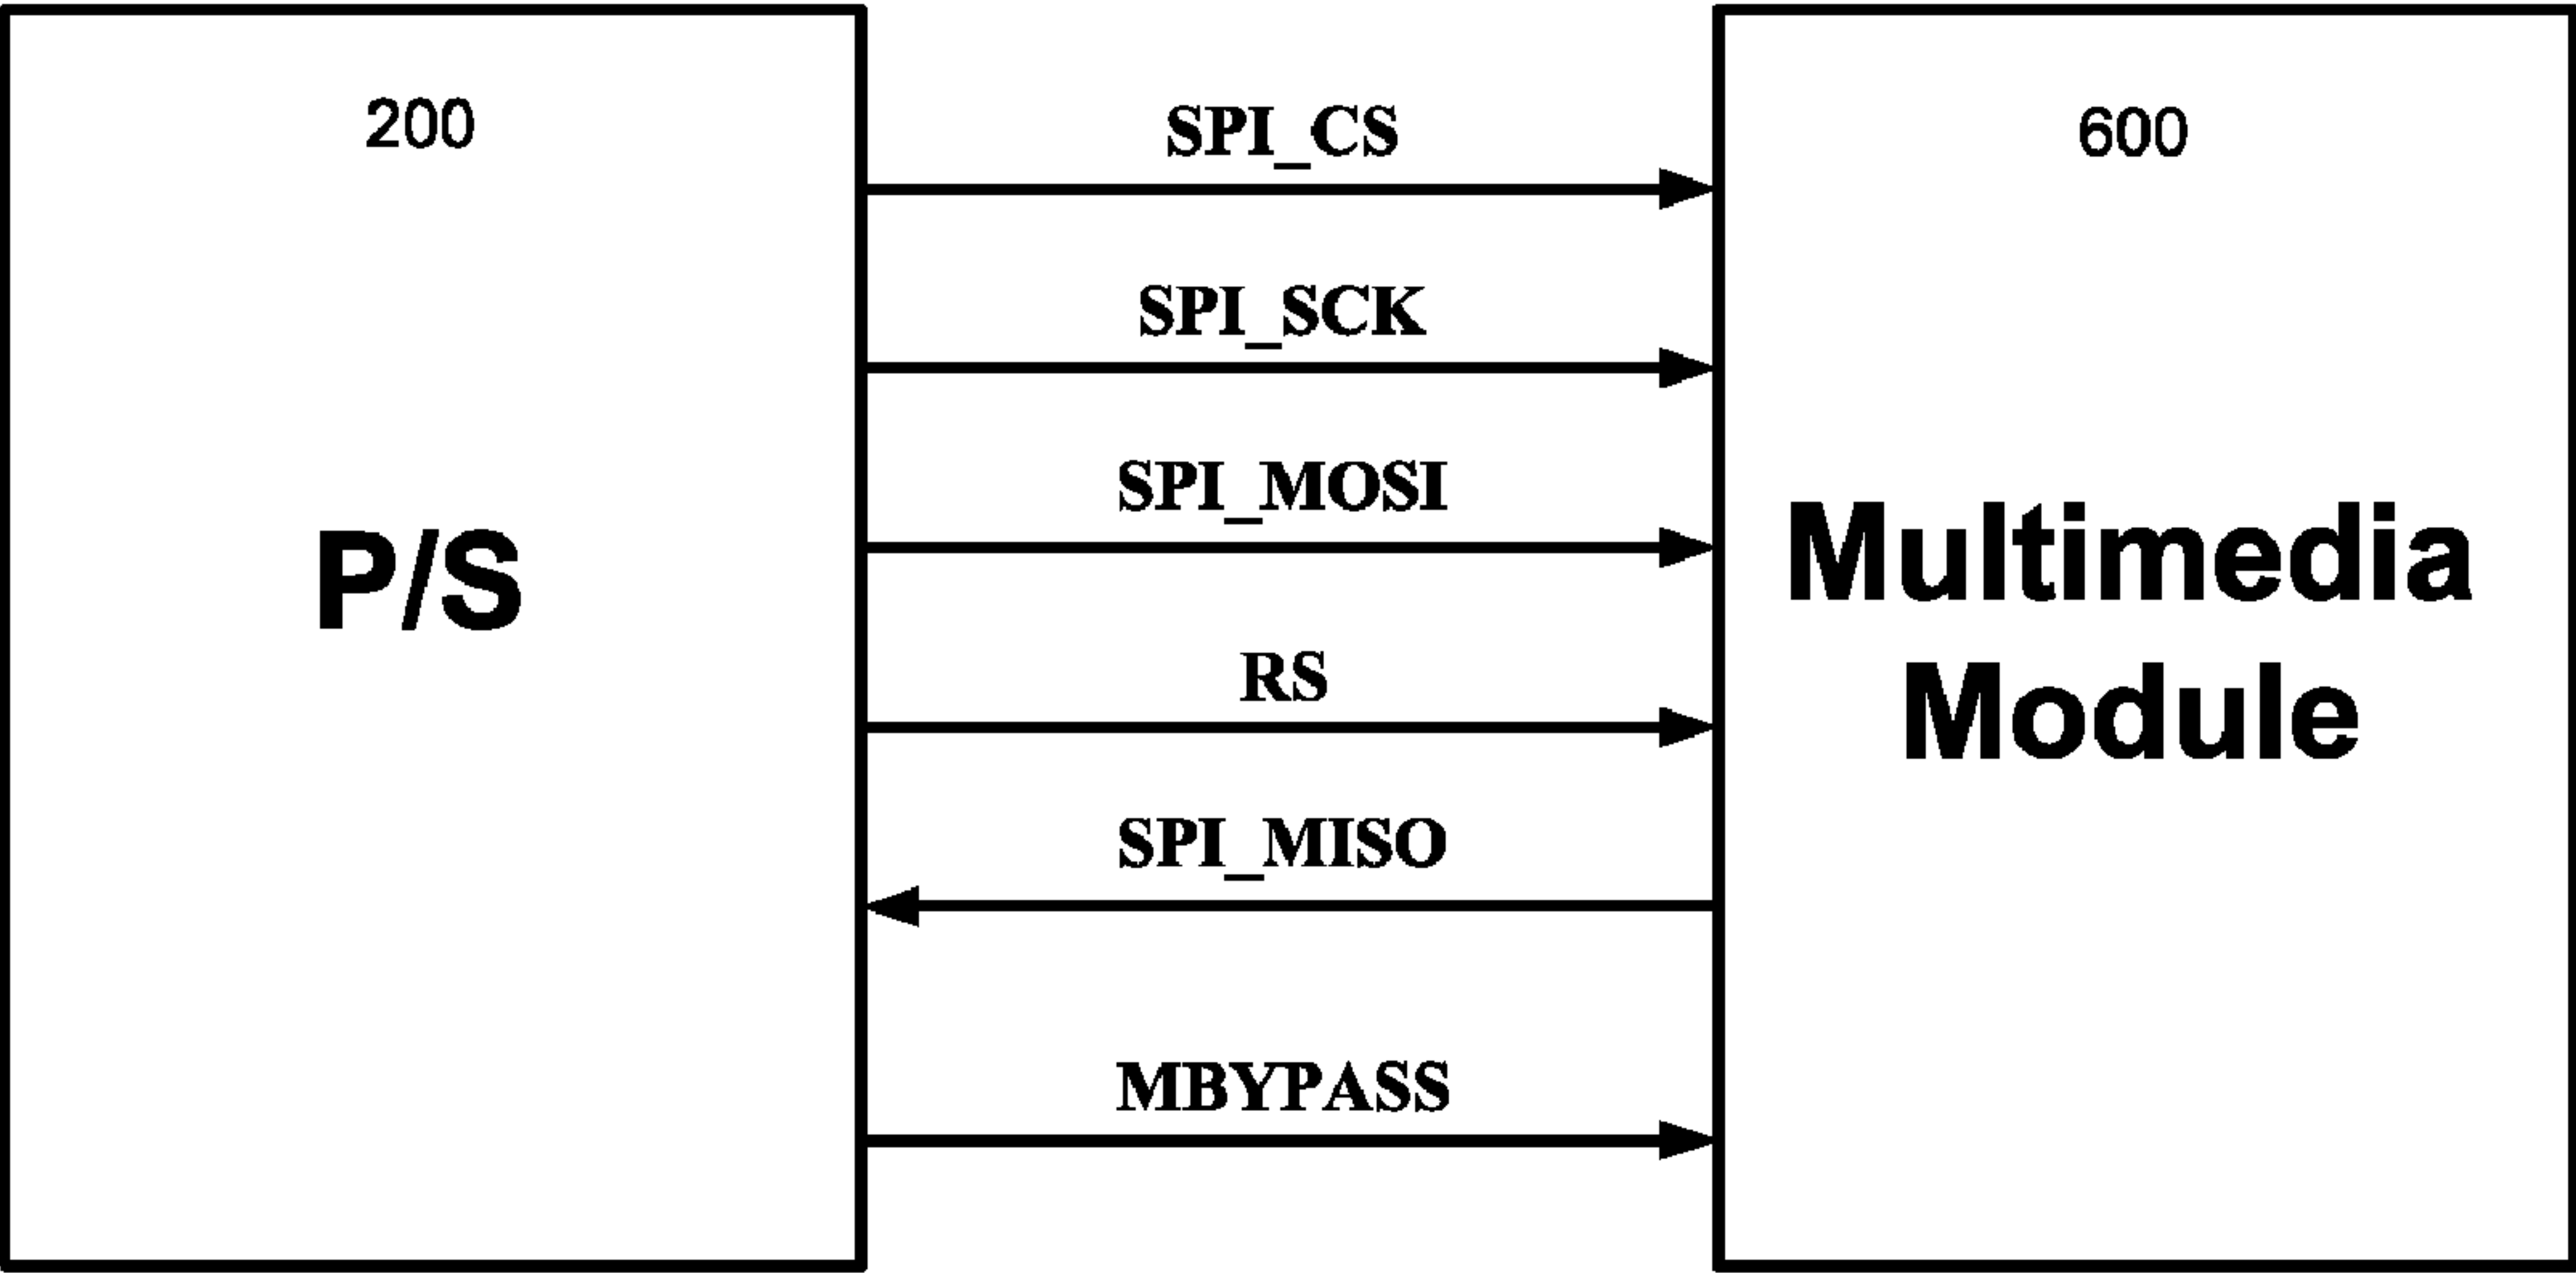 200
P/S
SPI_CS
SPI_SCK
SPI_MOSI
RS
SPI_MISO
MBYPASS
600
Multimedia
Module